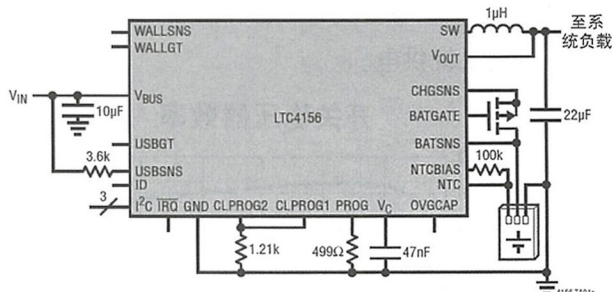 WALLSNS
WALLGT
SW
1μH
至系
统负载
VOUT
CHGSNS
VIN
VBUS
10μF
LTC4156
BATGATE
22μF
USBGT
BATSNS
3.6k
USBSNS
NTCBIAS
100k
ID
NTC
3
I²C IRQ GND CLPROG2 CLPROG1 PROG VC OVGCAP
1.21k
499Ω
47nF